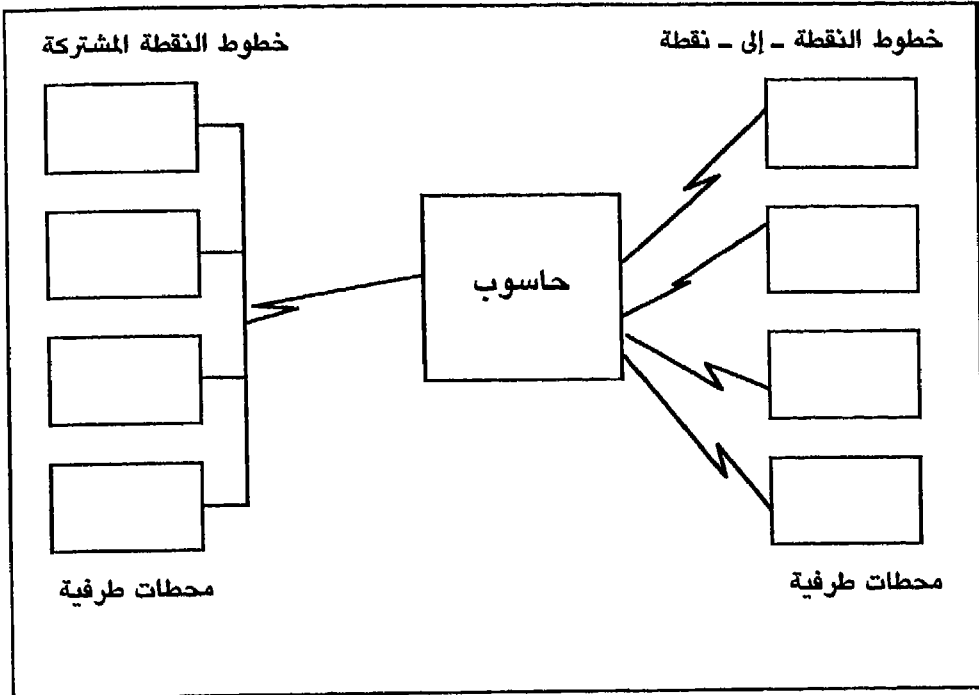 خطوط النقطة ـ إلى ـ نقطة
خطوط النقطة المشتركة
حاسوب
محطات طرفية
محطات طرفية